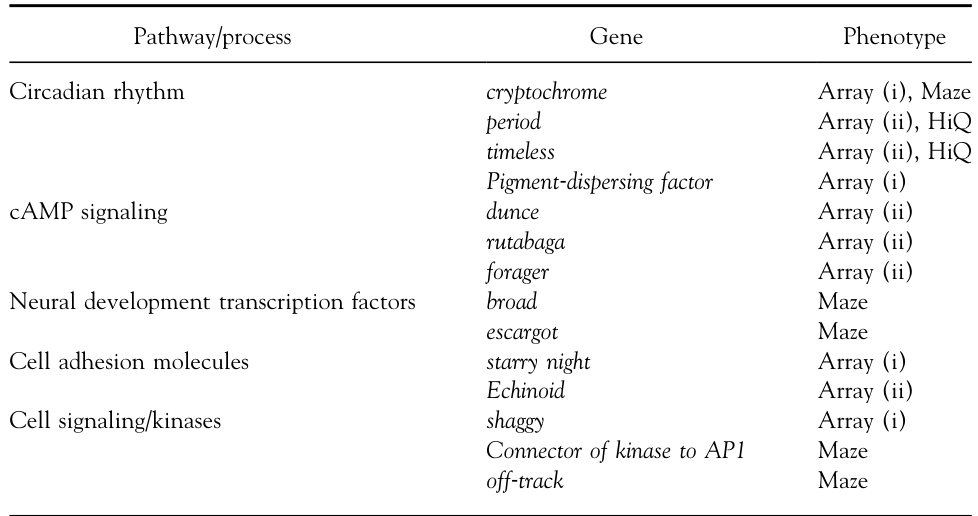 Pathway/process Gene Phenotype
Circadian rhythm cryptochrome Array (i), Maze
period Array (ii), HiQ
timeless Array (ii), HiQ
Pigment-dispersing factor Array (i)
cAMP signaling dunce Array (ii)
rutabaga Array (ii)
forager Array (ii)
Neural development transcription factors broad Maze
escargot Maze
Cell adhesion molecules starry night Array (i)
Echinoid Array (ii)
Cell signaling/kinases shaggy Array (i)
Connector of kinase to AP1 Maze
off-track Maze